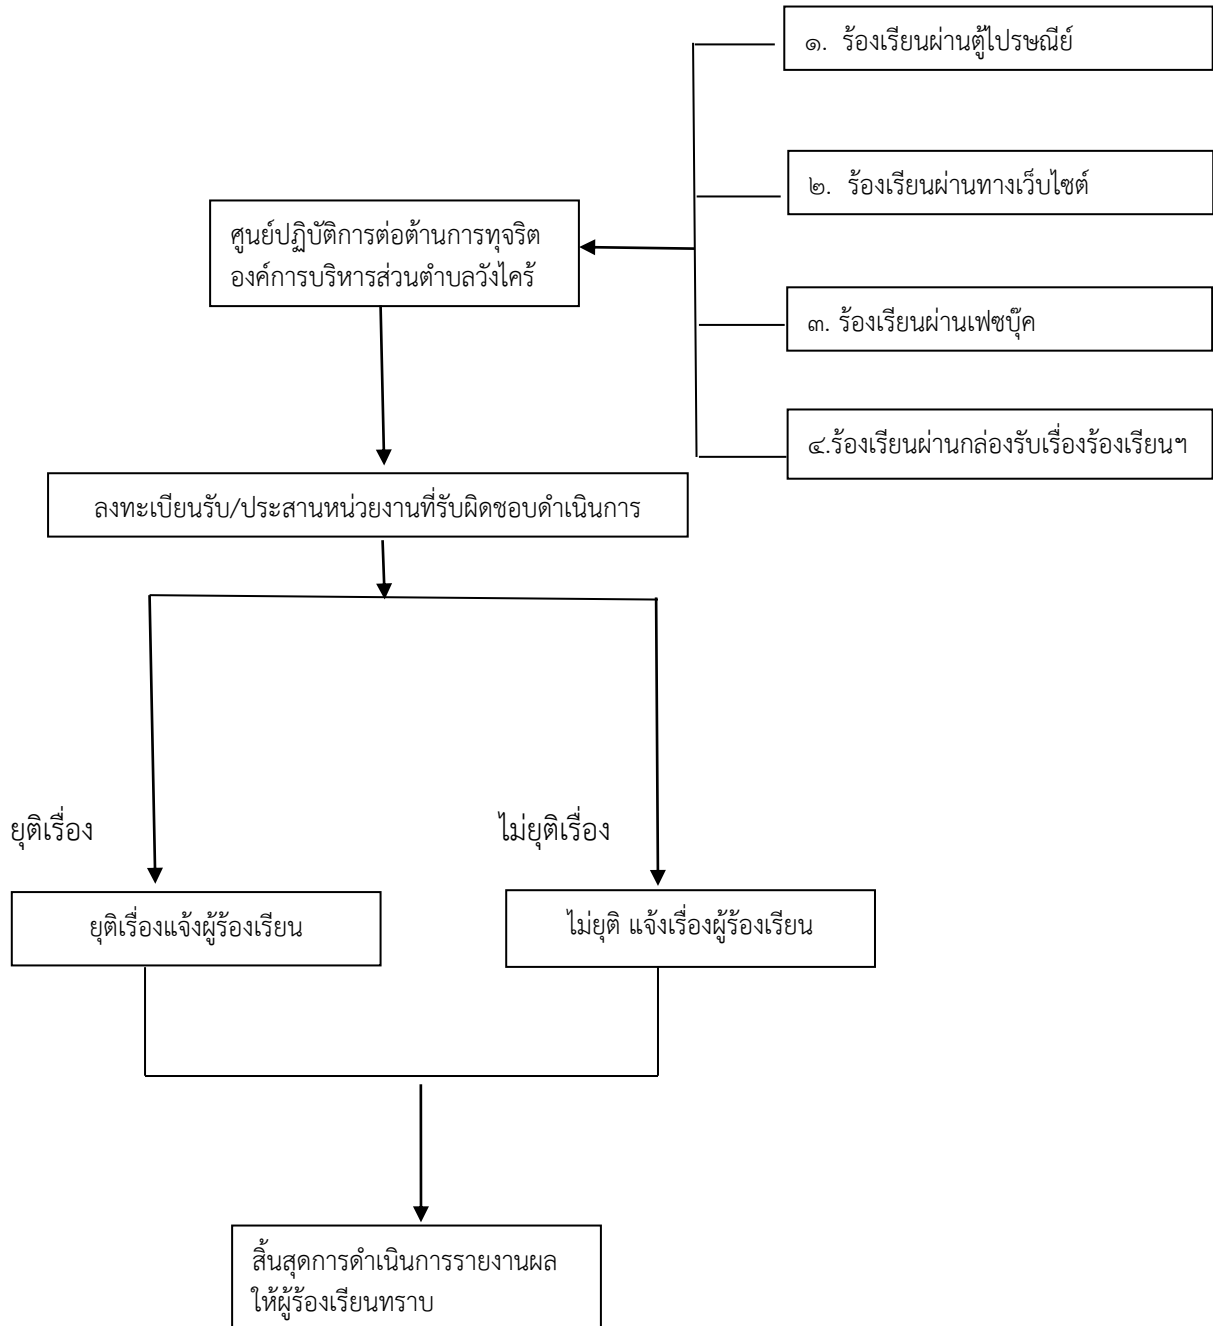 ๑. ร้องเรียนผ่านตู้ไปรษณีย์
๒. ร้องเรียนผ่านทางเว็บไซต์
ศูนย์ปฏิบัติการต่อต้านการทุจริต
องค์การบริหารส่วนตำบลวังไคร้
๓. ร้องเรียนผ่านเฟซบุ๊ค
๔.ร้องเรียนผ่านกล่องรับเรื่องร้องเรียนฯ
ลงทะเบียนรับ/ประสานหน่วยงานที่รับผิดชอบดำเนินการ
ยุติเรื่อง
ไม่ยุติเรื่อง
ยุติเรื่องแจ้งผู้ร้องเรียน
ไม่ยุติ แจ้งเรื่องผู้ร้องเรียน
สิ้นสุดการดำเนินการรายงานผล
ให้ผู้ร้องเรียนทราบ